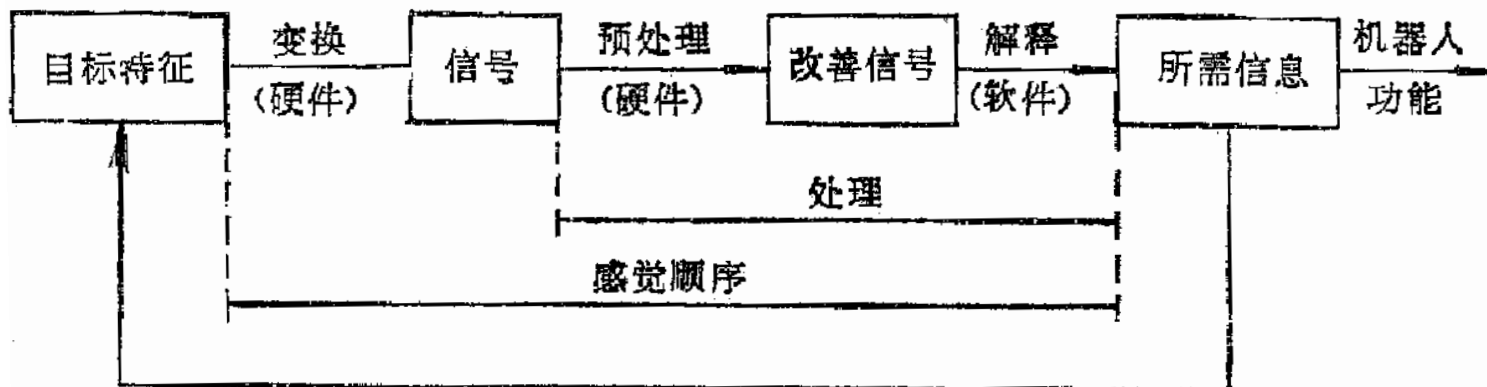 目标特征
变换
(硬件)
信号
预处理
(硬件)
改善信号
解释
(软件)
所需信息
机器人
功能
处理
感觉顺序